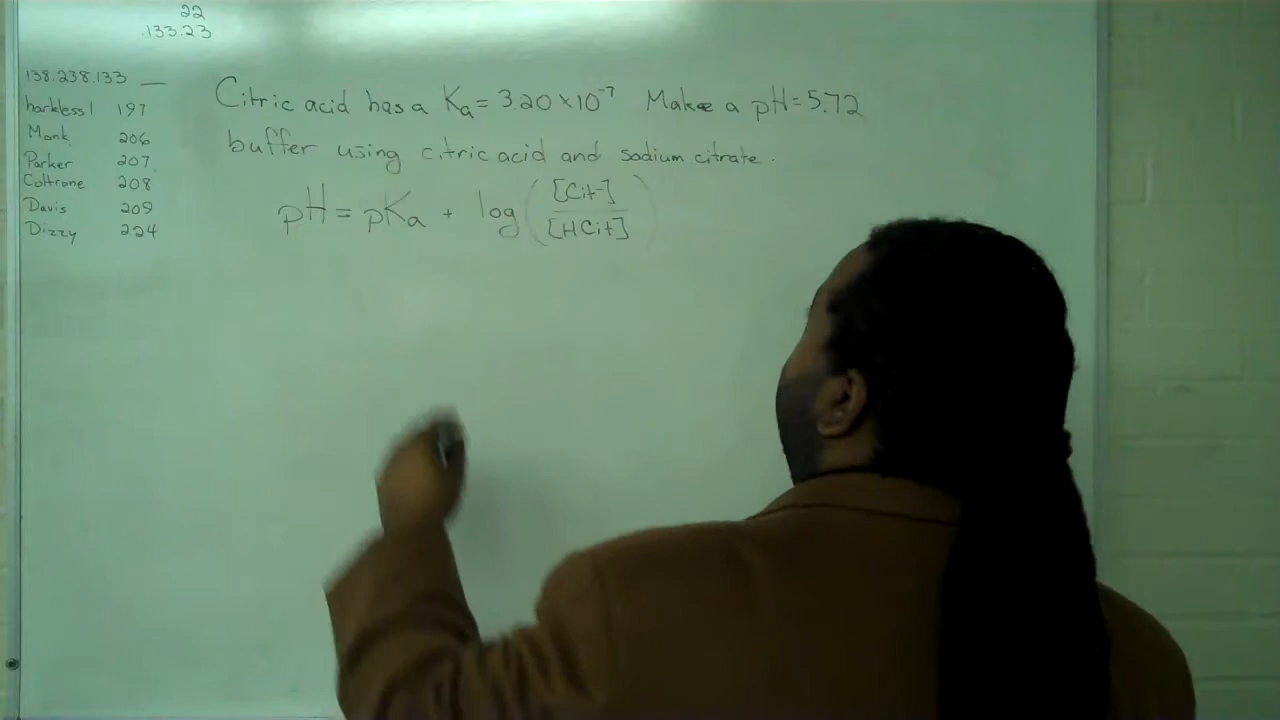 22
.133.23
138.238.133 __
harkless1 197
Monk 206
Parker 207
Coltrane 208
Davis 209
Dizzy 224
Citric acid has a Ka = 3.20 × 10⁻⁷ Make a pH = 5.72
buffer using citric acid and sodium citrate.
pH = pKa + log ( [Cit⁻] / [HCit] )